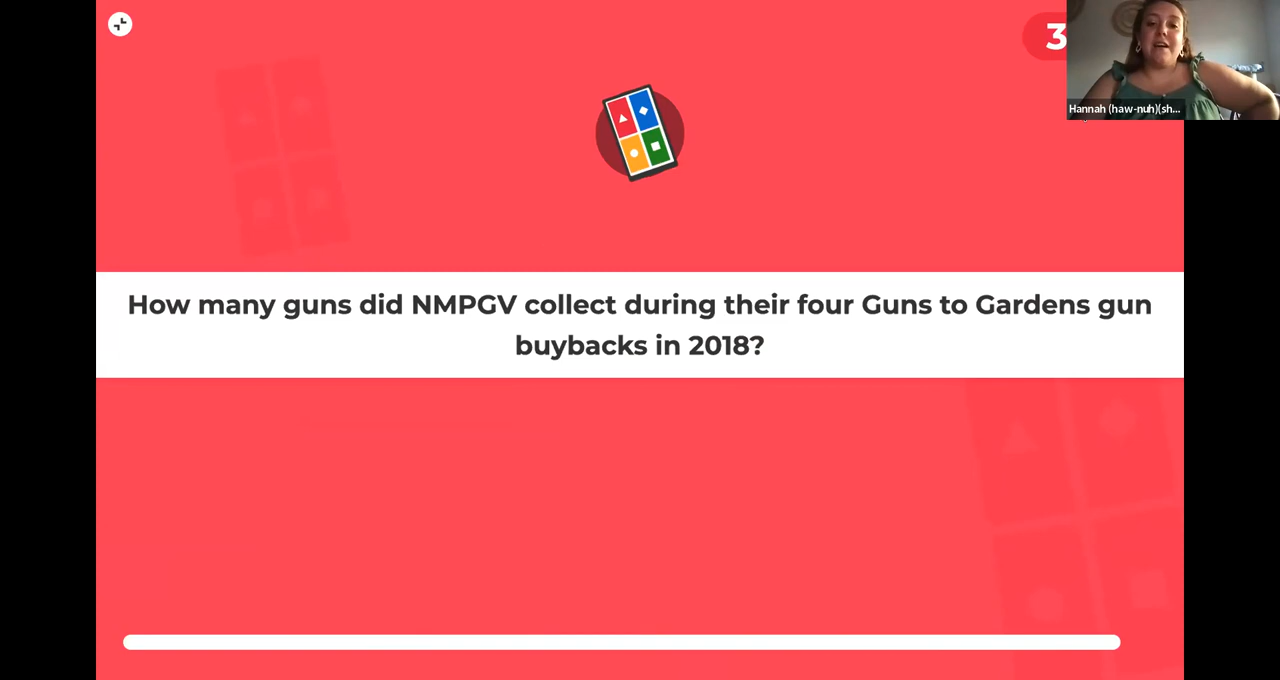 3
Hannah (haw-nuh)(sh...
How many guns did NMPGV collect during their four Guns to Gardens gun
buybacks in 2018?